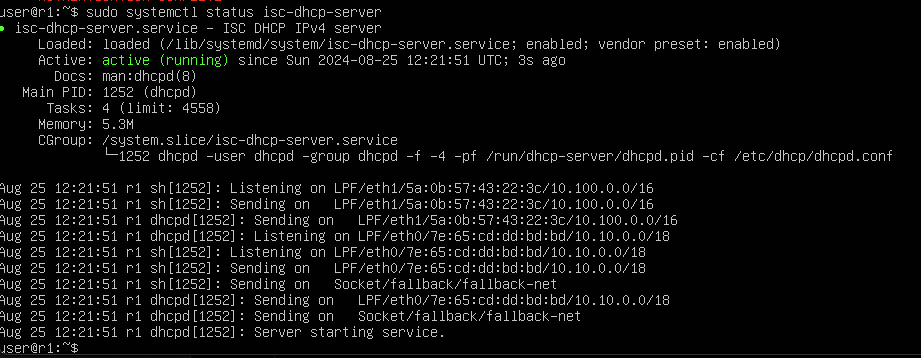 user@r1:~$ sudo systemctl status isc-dhcp-server
● isc-dhcp-server.service - ISC DHCP IPv4 server
Loaded: loaded (/lib/systemd/system/isc-dhcp-server.service; enabled; vendor preset: enabled)
Active: active (running) since Sun 2024-08-25 12:21:51 UTC; 3s ago
Docs: man:dhcpd(8)
Main PID: 1252 (dhcpd)
Tasks: 4 (limit: 4558)
Memory: 5.3M
CGroup: /system.slice/isc-dhcp-server.service
└─1252 dhcpd -user dhcpd -group dhcpd -f -4 -pf /run/dhcp-server/dhcpd.pid -cf /etc/dhcp/dhcpd.conf
Aug 25 12:21:51 r1 sh[1252]: Listening on LPF/eth1/5a:0b:57:43:22:3c/10.100.0.0/16
Aug 25 12:21:51 r1 sh[1252]: Sending on   LPF/eth1/5a:0b:57:43:22:3c/10.100.0.0/16
Aug 25 12:21:51 r1 dhcpd[1252]: Sending on   LPF/eth1/5a:0b:57:43:22:3c/10.100.0.0/16
Aug 25 12:21:51 r1 dhcpd[1252]: Listening on LPF/eth0/7e:65:cd:dd:bd:bd/10.10.0.0/18
Aug 25 12:21:51 r1 sh[1252]: Listening on LPF/eth0/7e:65:cd:dd:bd:bd/10.10.0.0/18
Aug 25 12:21:51 r1 sh[1252]: Sending on   LPF/eth0/7e:65:cd:dd:bd:bd/10.10.0.0/18
Aug 25 12:21:51 r1 sh[1252]: Sending on   Socket/fallback/fallback-net
Aug 25 12:21:51 r1 dhcpd[1252]: Sending on   LPF/eth0/7e:65:cd:dd:bd:bd/10.10.0.0/18
Aug 25 12:21:51 r1 dhcpd[1252]: Sending on   Socket/fallback/fallback-net
Aug 25 12:21:51 r1 dhcpd[1252]: Server starting service.
user@r1:~$